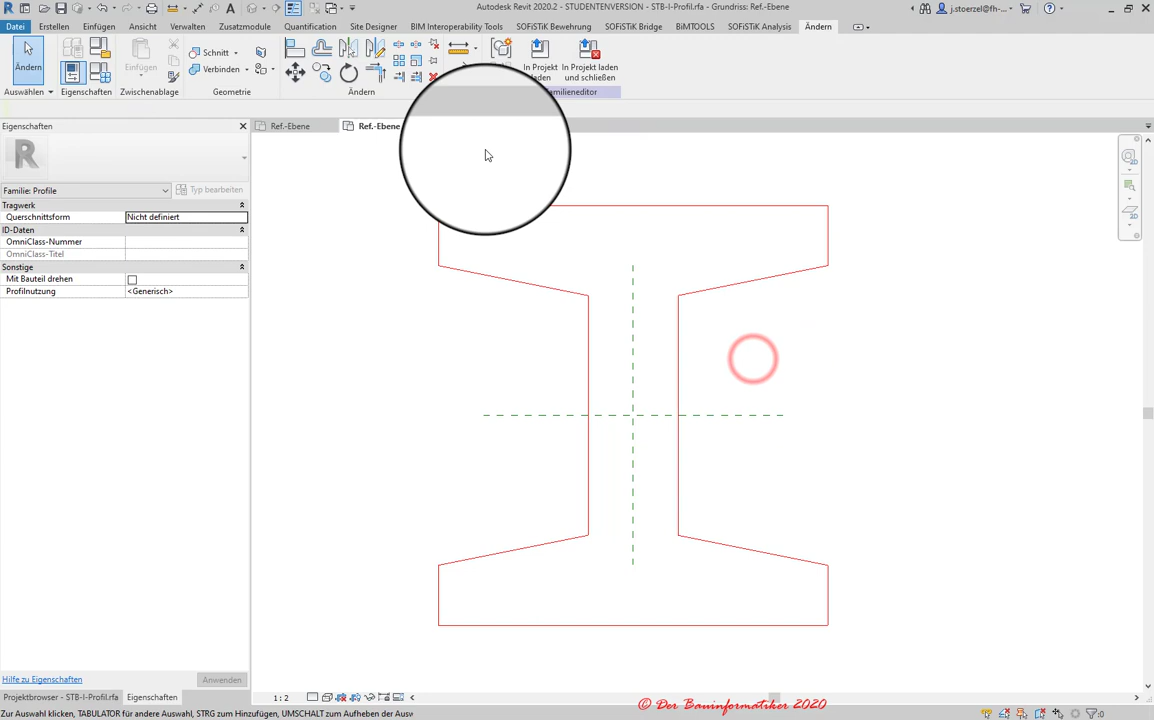 Autodesk Revit 2020.2 - STUDENTENVERSION - STB-I-Profil.rfa - Grundriss: Ref.-Ebene
j.stoerzel@fh-...
Datei Erstellen Einfügen Ansicht Verwalten Zusatzmodule Quantification Site Designer BIM Interoperability Tools SOFiSTiK Bewehrung SOFiSTiK Bridge BiMTOOLS SOFiSTiK Analysis Ändern
Ändern
Einfügen
Schnitt
Verbinden
In Projekt laden
In Projekt laden und schließen
Auswählen Eigenschaften Zwischenablage Geometrie Ändern
Eigenschaften
Ref.-Ebene
Ref.-Ebene
Familie: Profile
Typ bearbeiten
Tragwerk
Querschnittsform Nicht definiert
ID-Daten
OmniClass-Nummer
OmniClass-Titel
Sonstige
Mit Bauteil drehen
Profilnutzung <Generisch>
Hilfe zu Eigenschaften
Anwenden
Projektbrowser - STB-I-Profil.rfa Eigenschaften
1 : 2
© Der Bauinformatiker 2020
Zur Auswahl klicken, TABULATOR für andere Auswahl, STRG zum Hinzufügen, UMSCHALT zum Aufheben der Ausw
:0